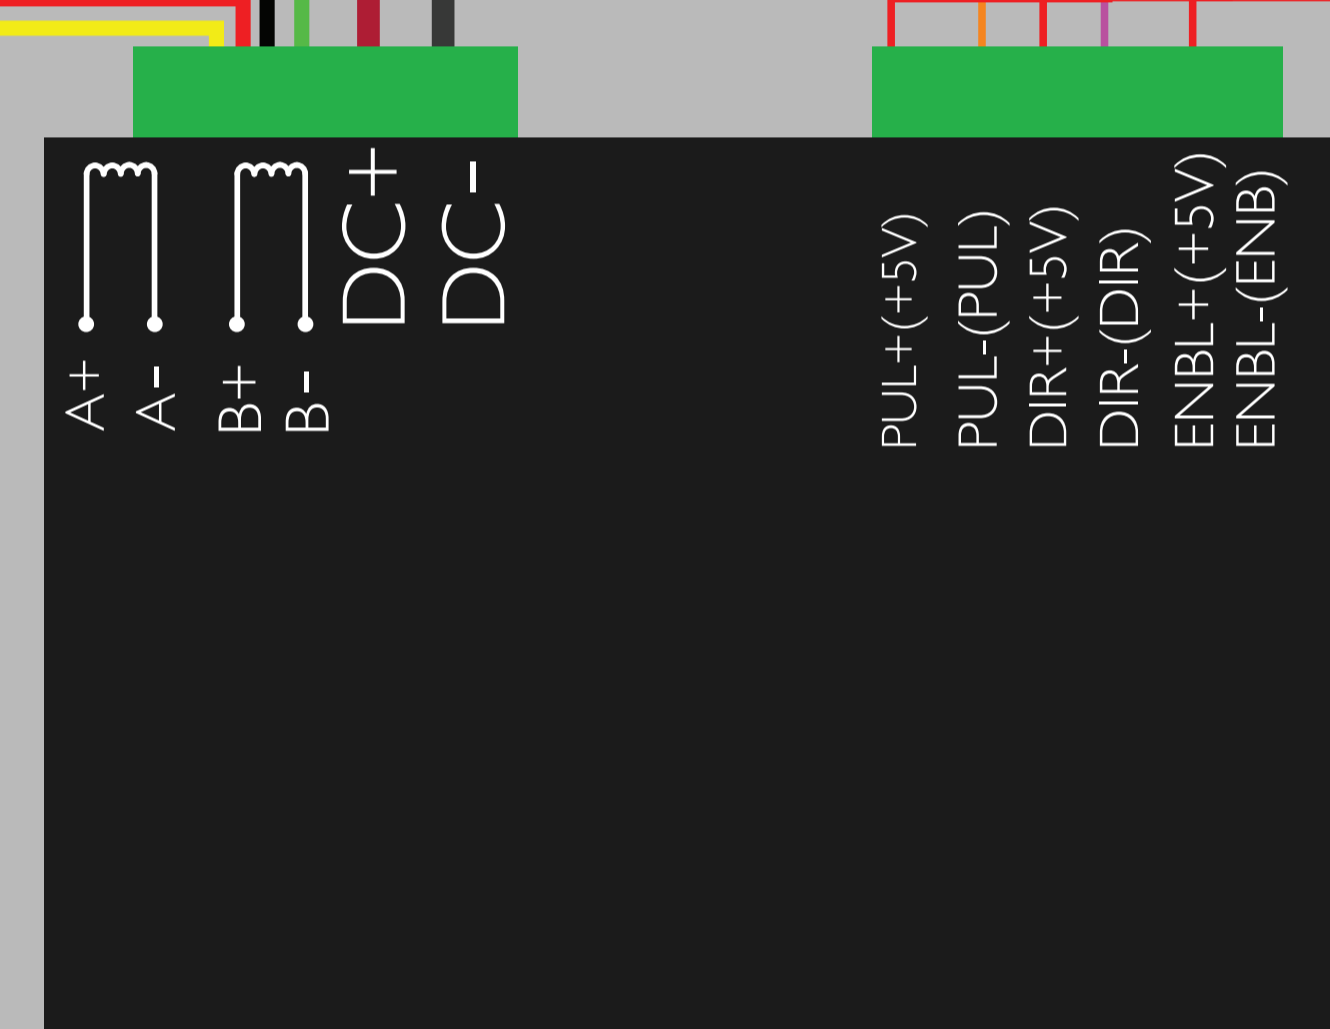 A+
A-
B+
B-
DC+
DC-
PUL+(+5V)
PUL-(PUL)
DIR+(+5V)
DIR-(DIR)
ENBL+(+5V)
ENBL-(ENB)